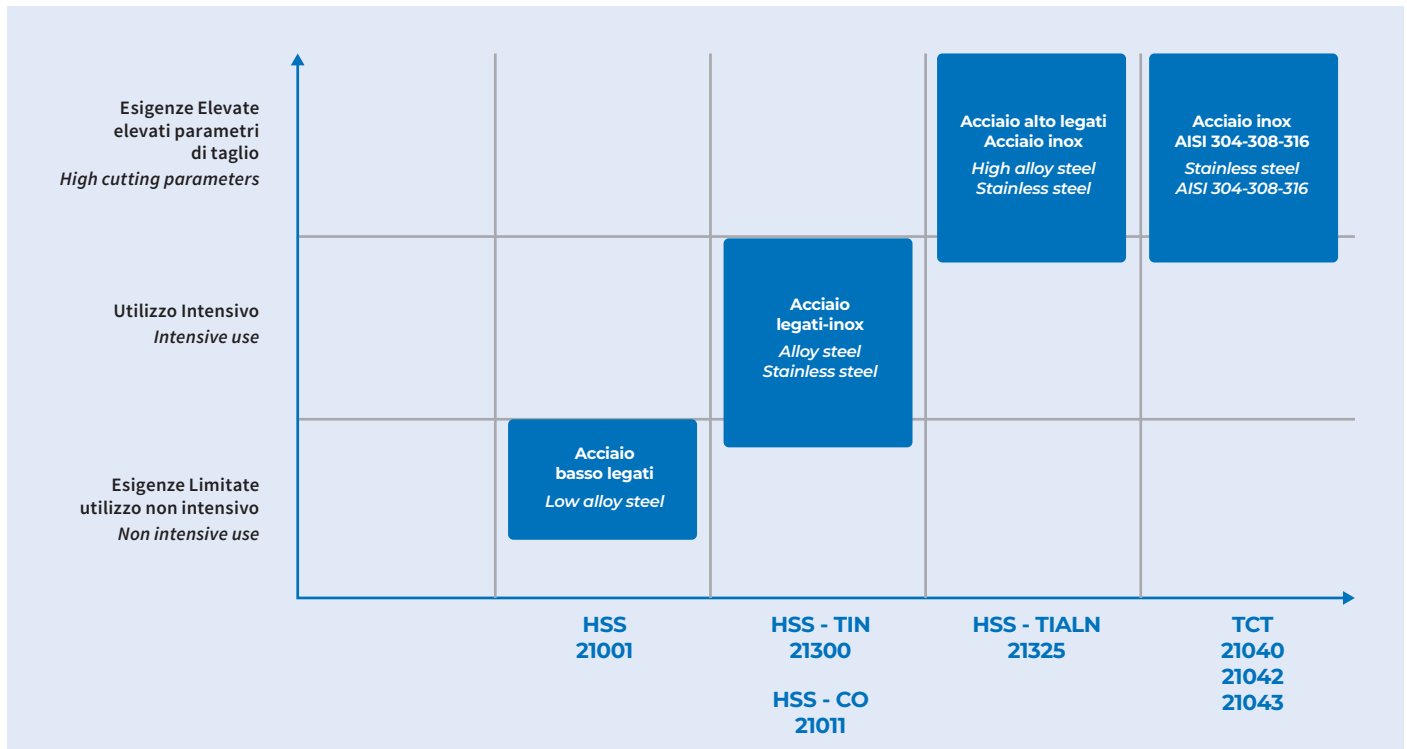 Esigenze Elevate
elevati parametri
di taglio
High cutting parameters
Acciaio alto legati
Acciaio inox
High alloy steel
Stainless steel
Acciaio inox
AISI 304-308-316
Stainless steel
AISI 304-308-316
Utilizzo Intensivo
Intensive use
Acciaio
legati-inox
Alloy steel
Stainless steel
Esigenze Limitate
utilizzo non intensivo
Non intensive use
Acciaio
basso legati
Low alloy steel
HSS
21001
HSS - TIN
21300
HSS - CO
21011
HSS - TIALN
21325
TCT
21040
21042
21043